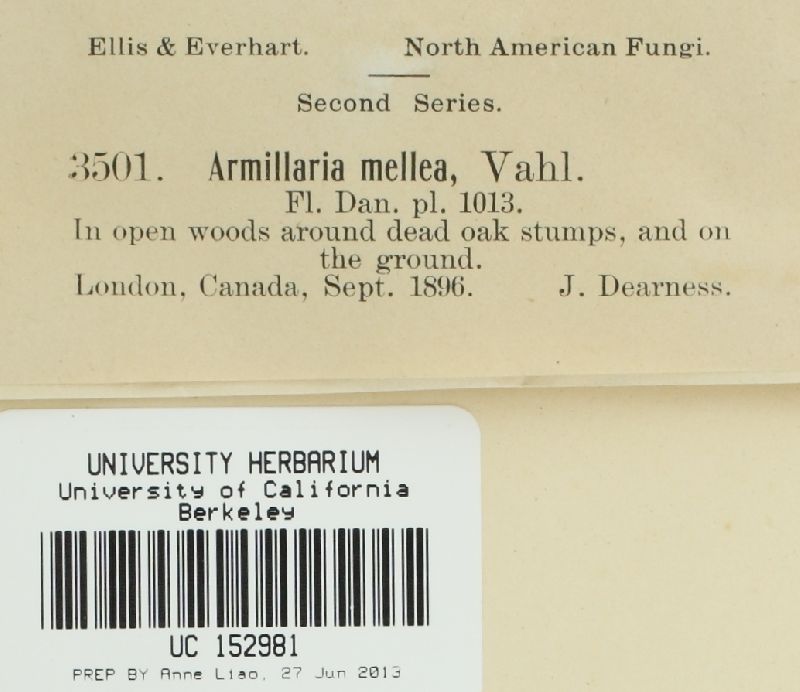 Ellis & Everhart. North American Fungi.
Second Series.
3501. Armillaria mellea, Vahl.
Fl. Dan. pl. 1013.
In open woods around dead oak stumps, and on
the ground.
London, Canada, Sept. 1896. J. Dearness.
UNIVERSITY HERBARIUM
University of California
Berkeley
UC 152981
PREP BY Anne Liao, 27 Jun 2013